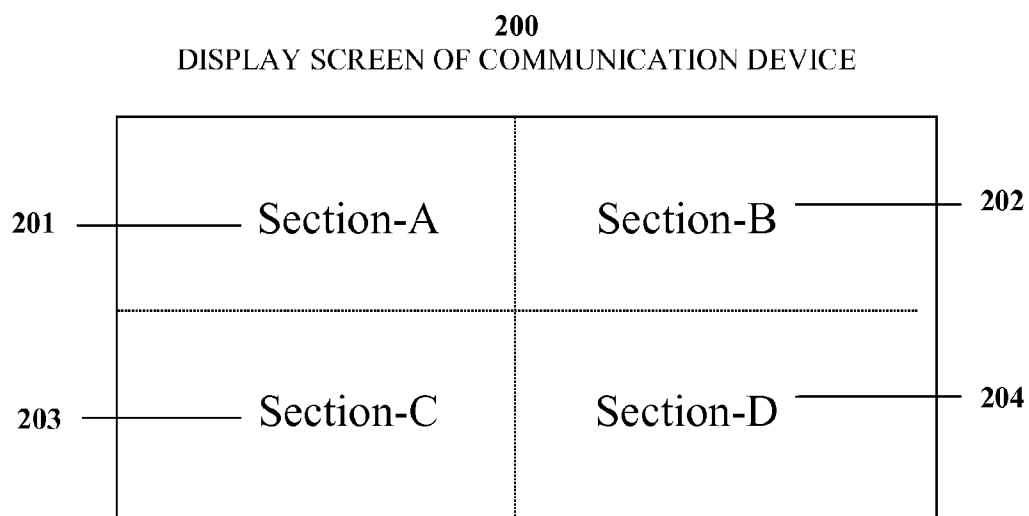 200
DISPLAY SCREEN OF COMMUNICATION DEVICE
201 Section-A Section-B 202
203 Section-C Section-D 204